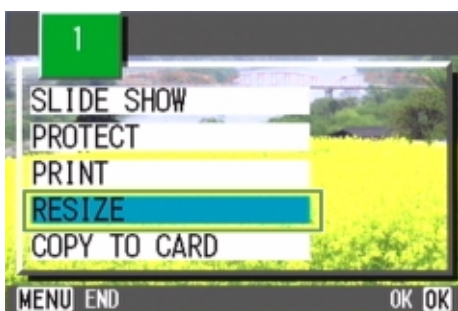 1
SLIDE SHOW
PROTECT
PRINT
RESIZE
COPY TO CARD
MENU END OK OK